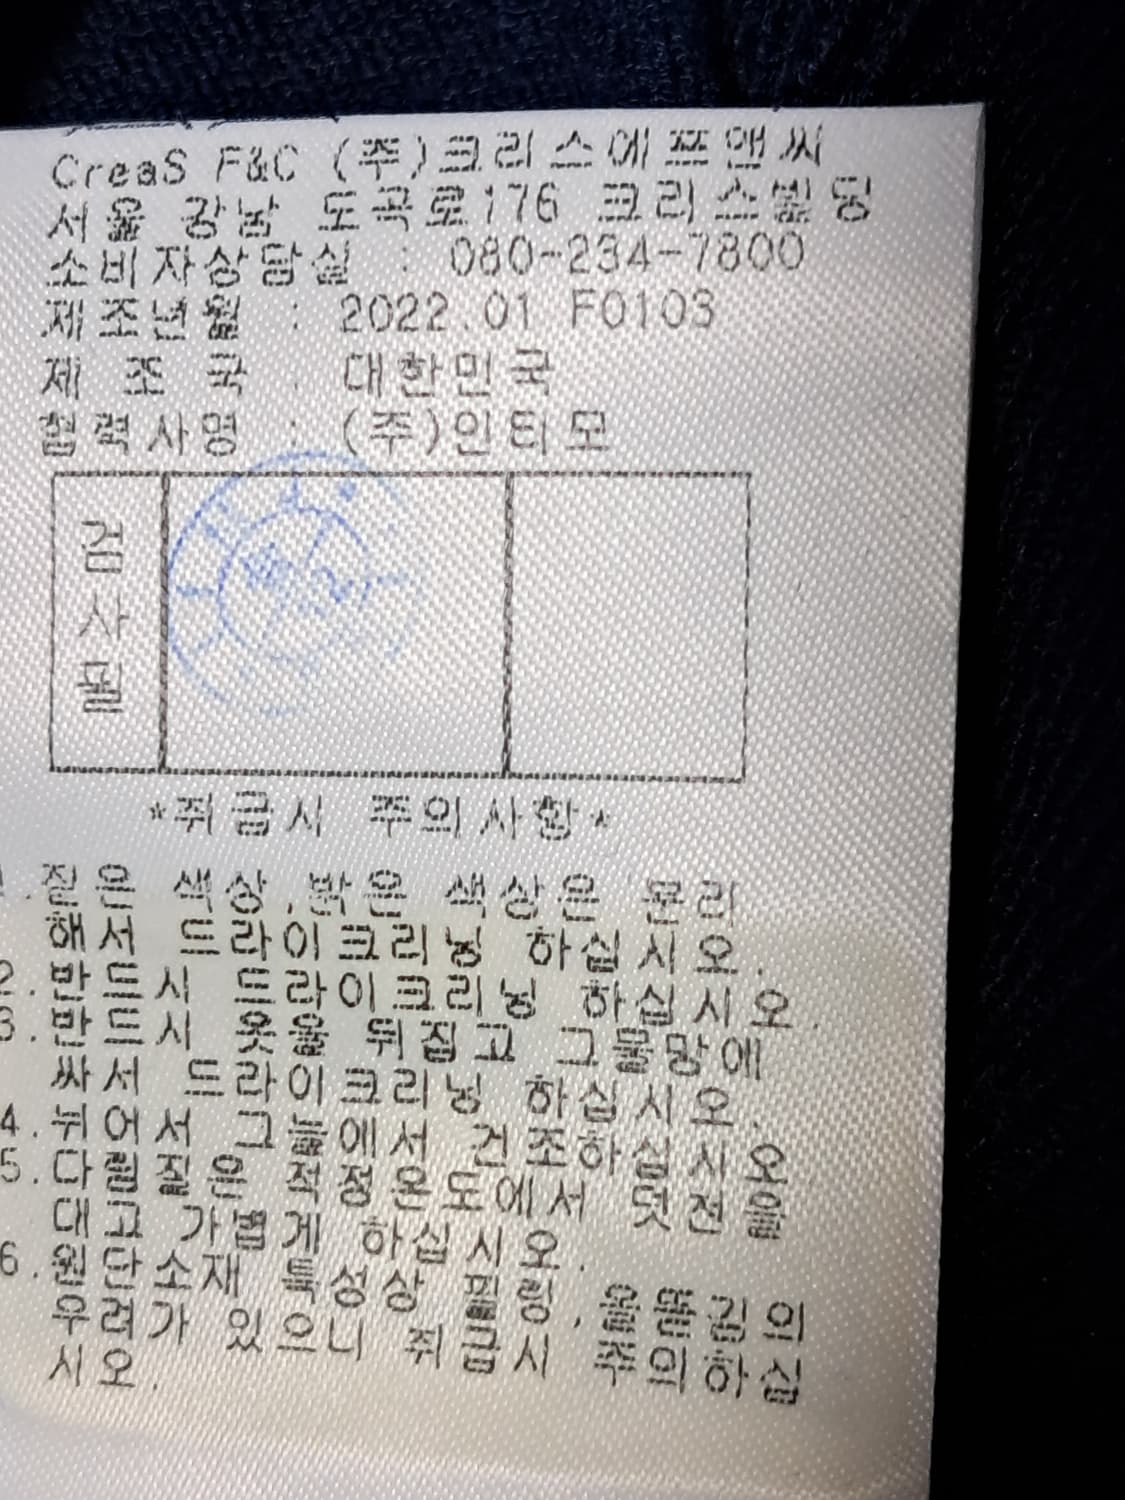 CreaS F&C (주)크리스에프앤씨
서울 강남 도곡로176 크리스빌딩
소비자상담실 : 080-234-7800
제조년월 : 2022.01 F0103
제 조 국 : 대한민국
협력사명 : (주)인티모
검
사
필
*취급시 주의사항*
1.짙은 색상,밝은 색상은 분리
해서 드라이크리닝 하십시오.
2.반드시 드라이크리닝 하십시오.
3.반드시 옷을 뒤집고 그물망에
싸서 드라이크리닝 하십시오.
4.뉘어서 그늘에서 건조하십시오
5.다림질은 적정온도에서 덧천을
대고 가볍게 하십시오.
6.원단소재 특성상 필링,올뜯김의
우려가 있으니 취급시 주의하십
시오.